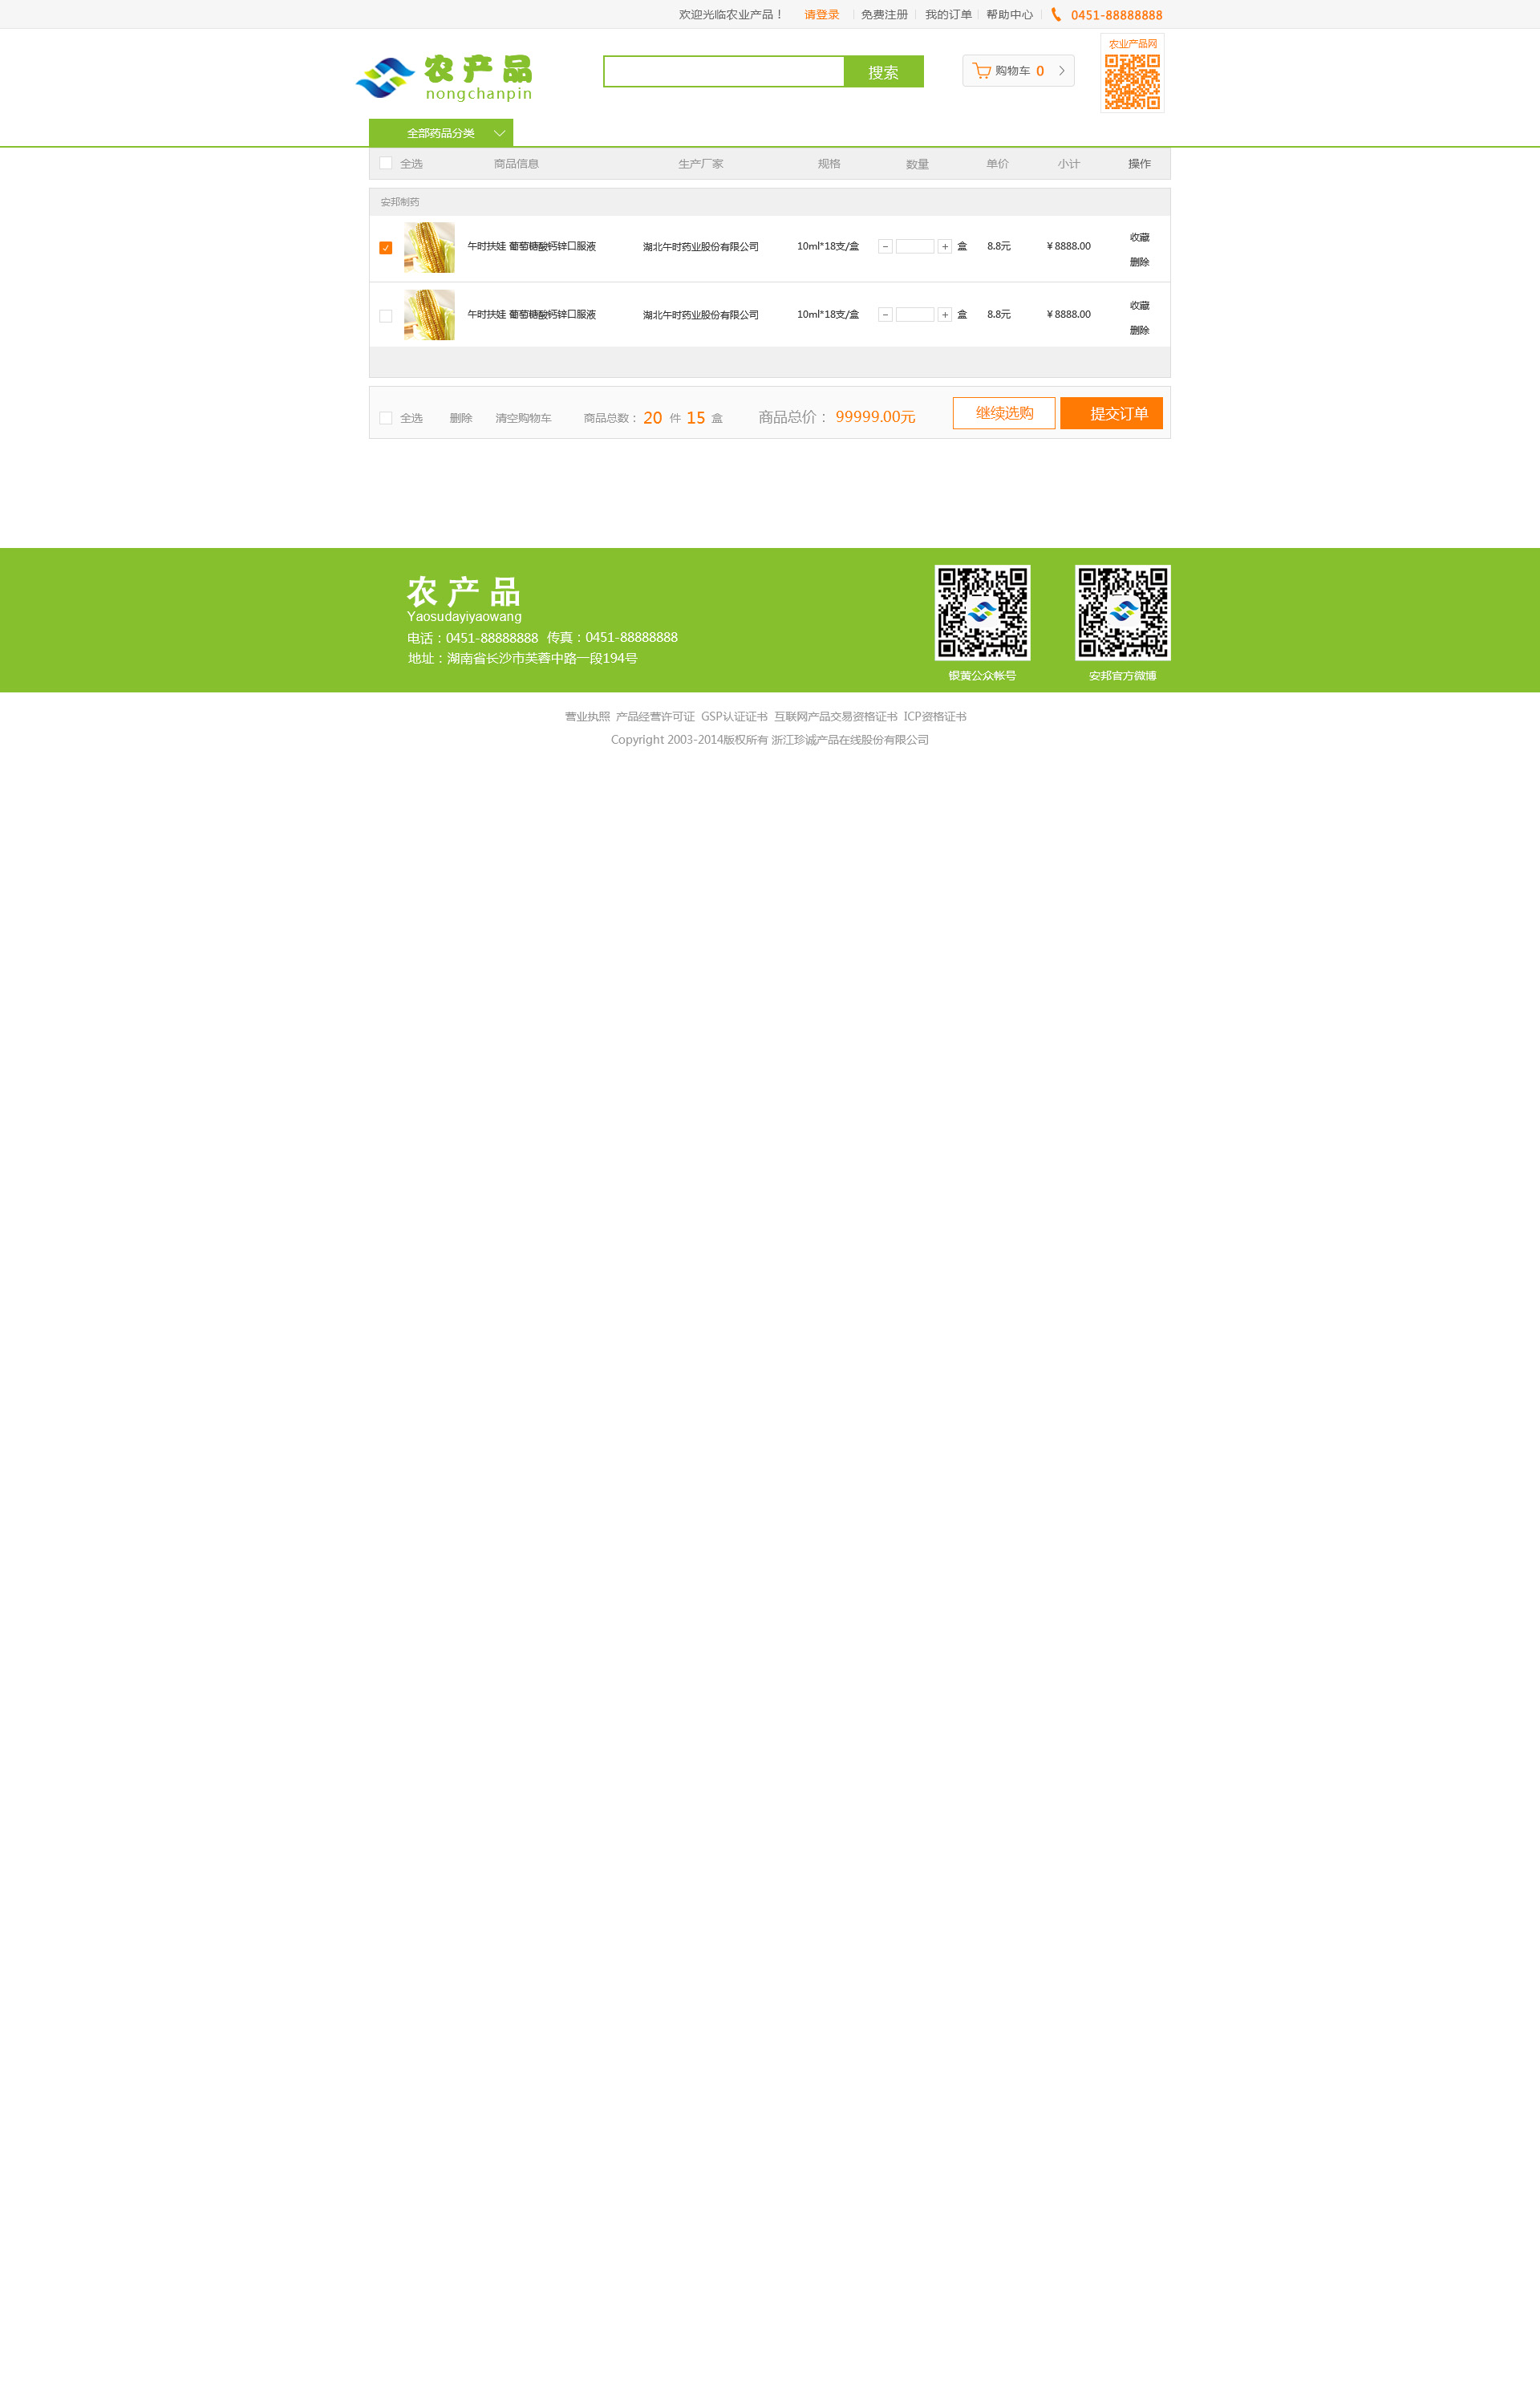 欢迎光临农业产品！ 请登录 免费注册 我的订单 帮助中心 0451-88888888
农业产品网
农产品
nongchanpin
搜索
购物车 0
全部药品分类
全选 商品信息 生产厂家 规格 数量 单价 小计 操作
安邦制药
午时扶娃 葡萄糖酸钙锌口服液 湖北午时药业股份有限公司 10ml*18支/盒 - + 盒 8.8元 ¥8888.00 收藏
删除
午时扶娃 葡萄糖酸钙锌口服液 湖北午时药业股份有限公司 10ml*18支/盒 - + 盒 8.8元 ¥8888.00 收藏
删除
全选 删除 清空购物车 商品总数： 20 件 15 盒 商品总价： 99999.00元 继续选购 提交订单
农产品
Yaosudayiyaowang
电话：0451-88888888 传真：0451-88888888
地址：湖南省长沙市芙蓉中路一段194号
银黄公众帐号 安邦官方微博
营业执照 产品经营许可证 GSP认证证书 互联网产品交易资格证书 ICP资格证书
Copyright 2003-2014版权所有 浙江珍诚产品在线股份有限公司